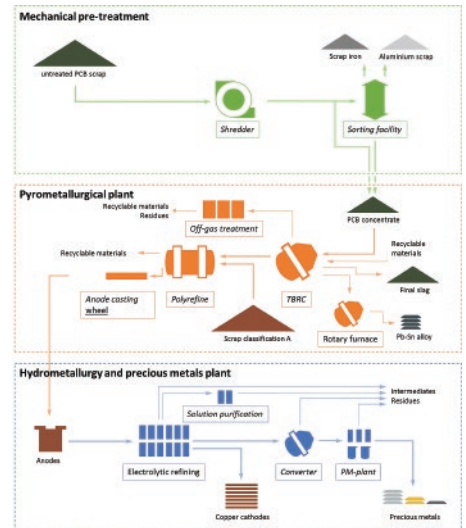 Mechanical pre-treatment
Scrap iron
Aluminium scrap
untreated PCB scrap
Shredder
Sorting facility
Pyrometallurgical plant
Recyclable materials
Residues
Off-gas treatment
PCB concentrate
Recyclable materials
Recyclable
materials
Anode casting
wheel
Polyrefine
TBRC
Final slag
Scrap classification A
Rotary furnace
Pb-Sn alloy
Hydrometallurgy and precious metals plant
Intermediates
Residues
Solution purification
Anodes
Electrolytic refining
Converter
PM-plant
Copper cathodes
Precious metals